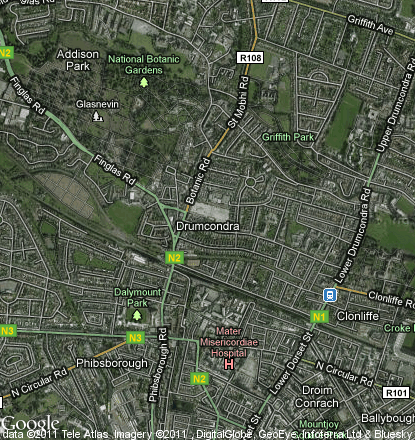 Griffith Ave
N2
Addison
Park
National Botanic
Gardens
R108
Finglas Rd
Glasnevin
St Mobhi Rd
Upper Drumcondra Rd
Griffith Park
Finglas Rd
Botanic Rd
Drumcondra
Lower Drumcondra Rd
N2
Dalymount
Park
Clonliffe Rd
N1
Clonliffe
N3
N3
Croke
Mater
Misericordiae
Hospital
H
Phibsborough
Phibsborough Rd
Lower Dorset St
N Circular Rd
N2
N Circular Rd
Droim
Conrach
R101
Ballyboug
Mountjoy
er St
Google
data ©2011 Tele Atlas, Imagery ©2011 , DigitalGlobe, GeoEye, Infoterra Ltd & Bluesky